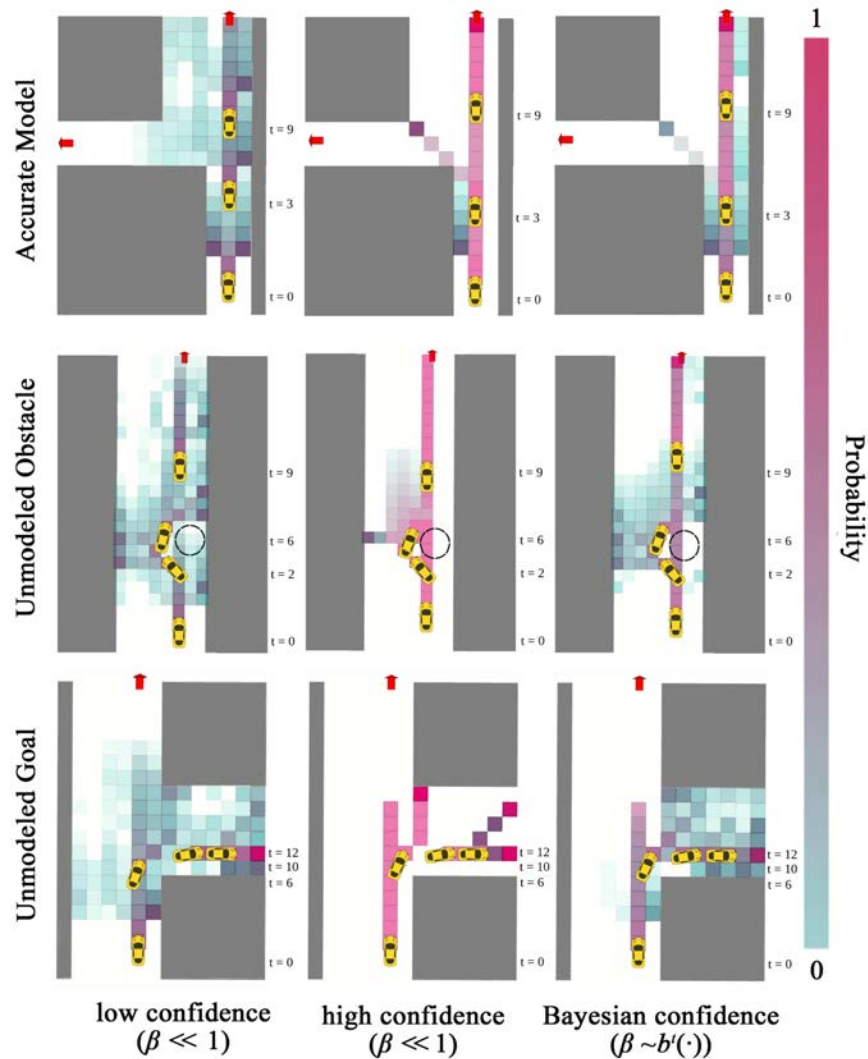 1
Accurate Model
t = 9
t = 3
t = 0
t = 9
t = 3
t = 0
t = 9
t = 3
t = 0
Unmodeled Obstacle
t = 9
t = 6
t = 2
t = 0
t = 9
t = 6
t = 2
t = 0
t = 9
t = 6
t = 2
t = 0
Probability
Unmodeled Goal
t = 12
t = 10
t = 6
t = 0
t = 12
t = 10
t = 6
t = 0
t = 12
t = 10
t = 6
t = 0
0
low confidence
(β ≪ 1)
high confidence
(β ≪ 1)
Bayesian confidence
(β ~b'(·))